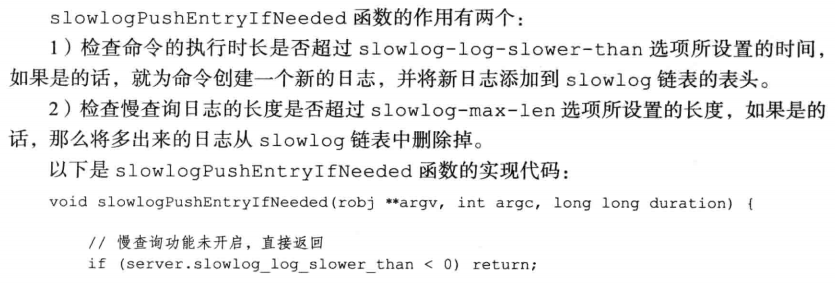 slowlogPushEntryIfNeeded 函数的作用有两个：
1）检查命令的执行时长是否超过 slowlog-log-slower-than 选项所设置的时间，
如果是的话，就为命令创建一个新的日志，并将新日志添加到 slowlog 链表的表头。
2）检查慢查询日志的长度是否超过 slowlog-max-len 选项所设置的长度，如果是的
话，那么将多出来的日志从 slowlog 链表中删除掉。
以下是 slowlogPushEntryIfNeeded 函数的实现代码：
void slowlogPushEntryIfNeeded(robj **argv, int argc, long long duration) {
// 慢查询功能未开启，直接返回
if (server.slowlog_log_slower_than < 0) return;